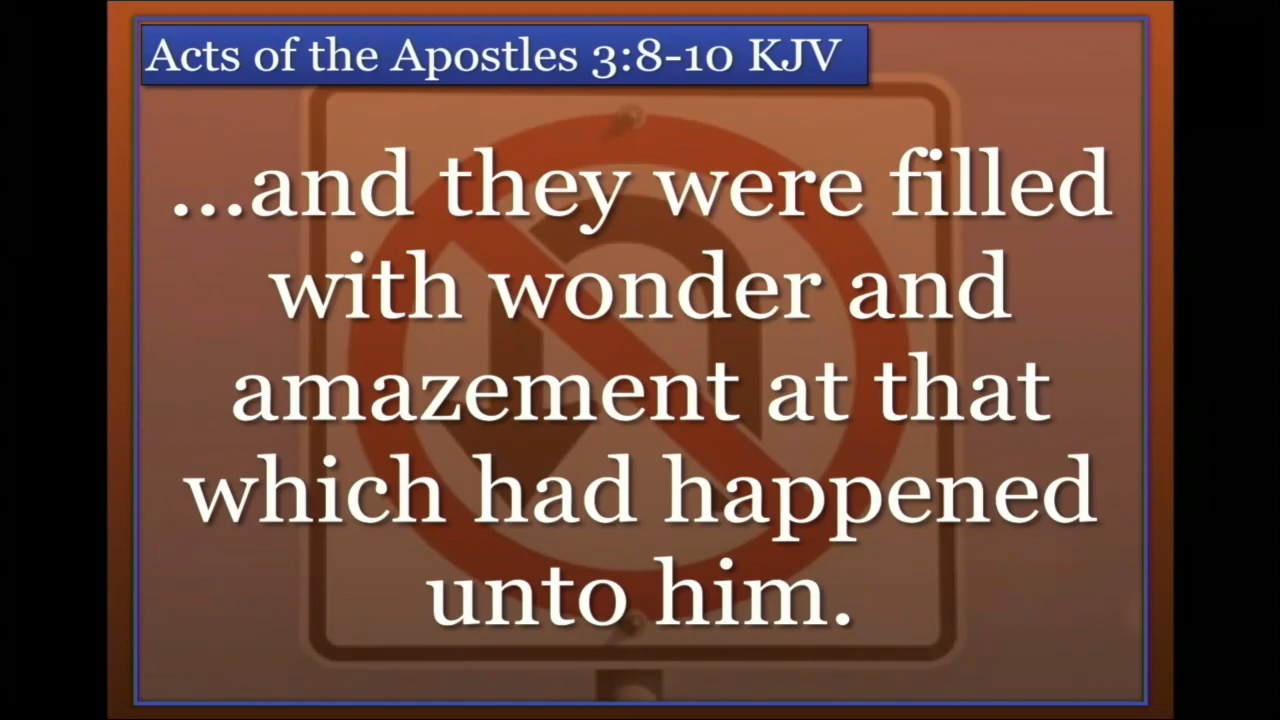 Acts of the Apostles 3:8-10 KJV
...and they were filled
with wonder and
amazement at that
which had happened
unto him.